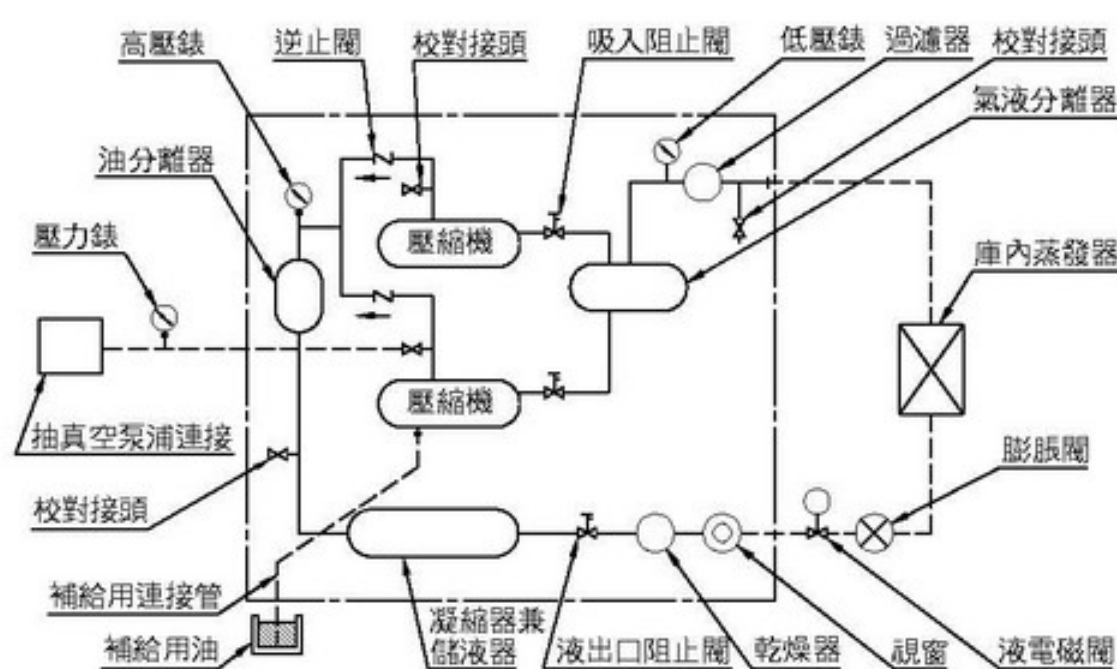 高壓錶
逆止閥
校對接頭
吸入阻止閥
低壓錶
過濾器
校對接頭
氣液分離器
油分離器
壓力錶
壓縮機
庫內蒸發器
壓縮機
抽真空泵浦連接
膨脹閥
校對接頭
補給用連接管
凝縮器兼
儲液器
補給用油
液出口阻止閥
乾燥器
視窗
液電磁閥